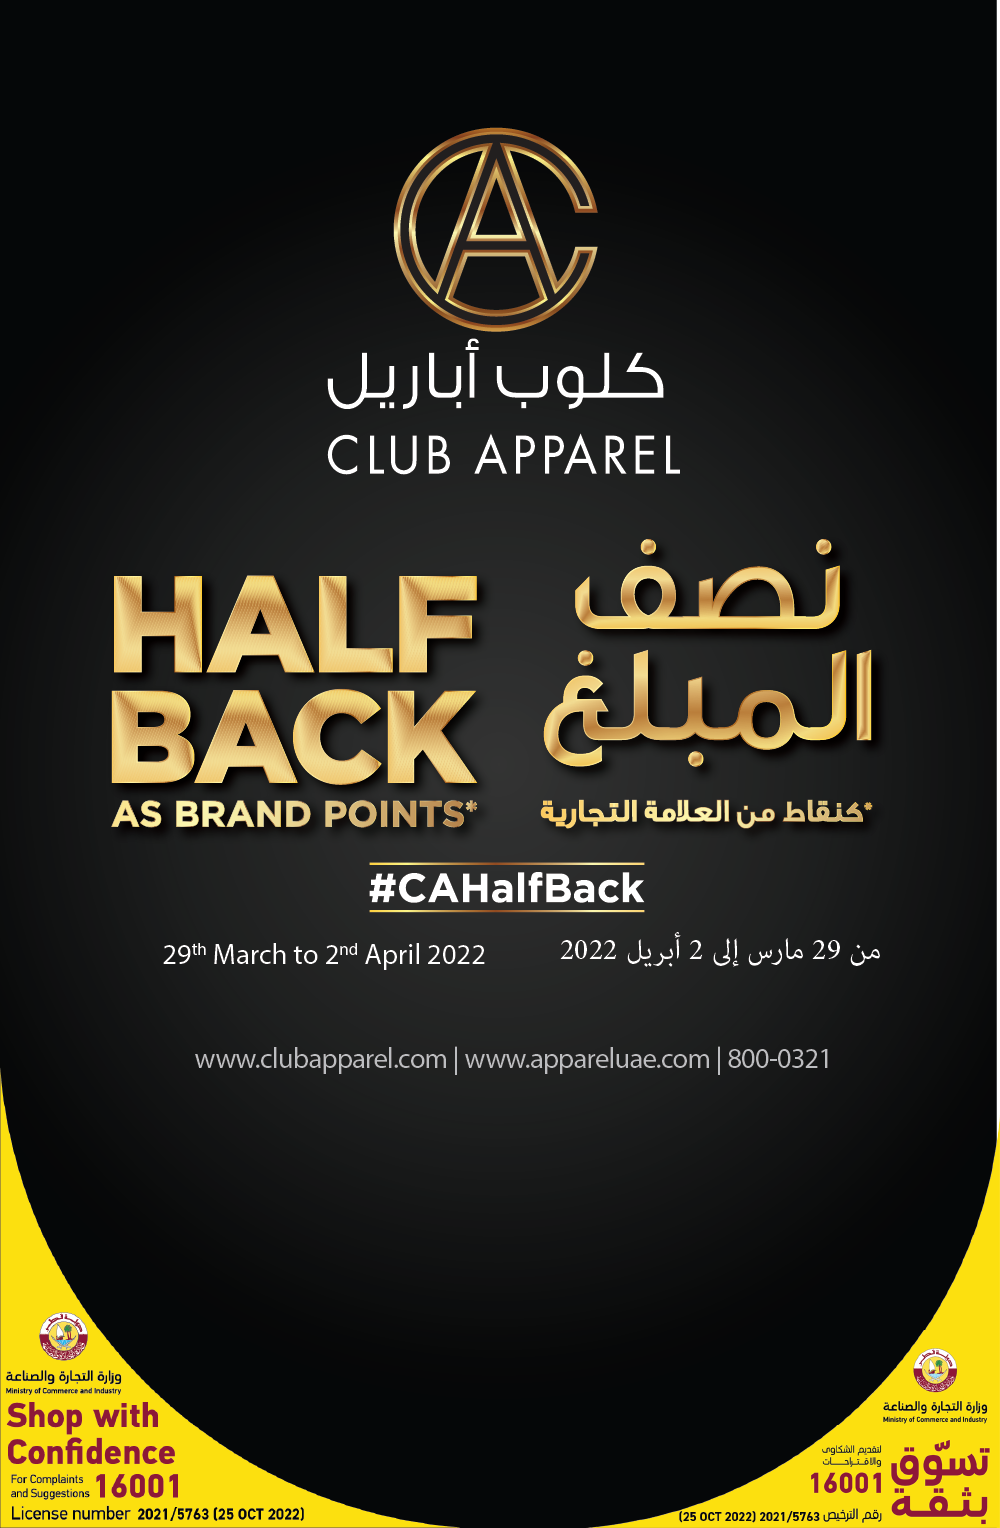 كلوب أباريل
CLUB APPAREL
HALF
BACK
AS BRAND POINTS*
نصف
المبلغ
*كنقاط من العلامة التجارية
#CAHalfBack
29th March to 2nd April 2022
من 29 مارس إلى 2 أبريل 2022
www.clubapparel.com | www.appareluae.com | 800-0321
وزارة التجارة والصناعة
Ministry of Commerce and Industry
Shop with
Confidence
For Complaints
and Suggestions 16001
License number 2021/5763 (25 OCT 2022)
وزارة التجارة والصناعة
Ministry of Commerce and Industry
تسوّق
بثقة
لتقديم الشكاوى
والاقتراحات
16001
رقم الترخيص 2021/5763 (25 OCT 2022)